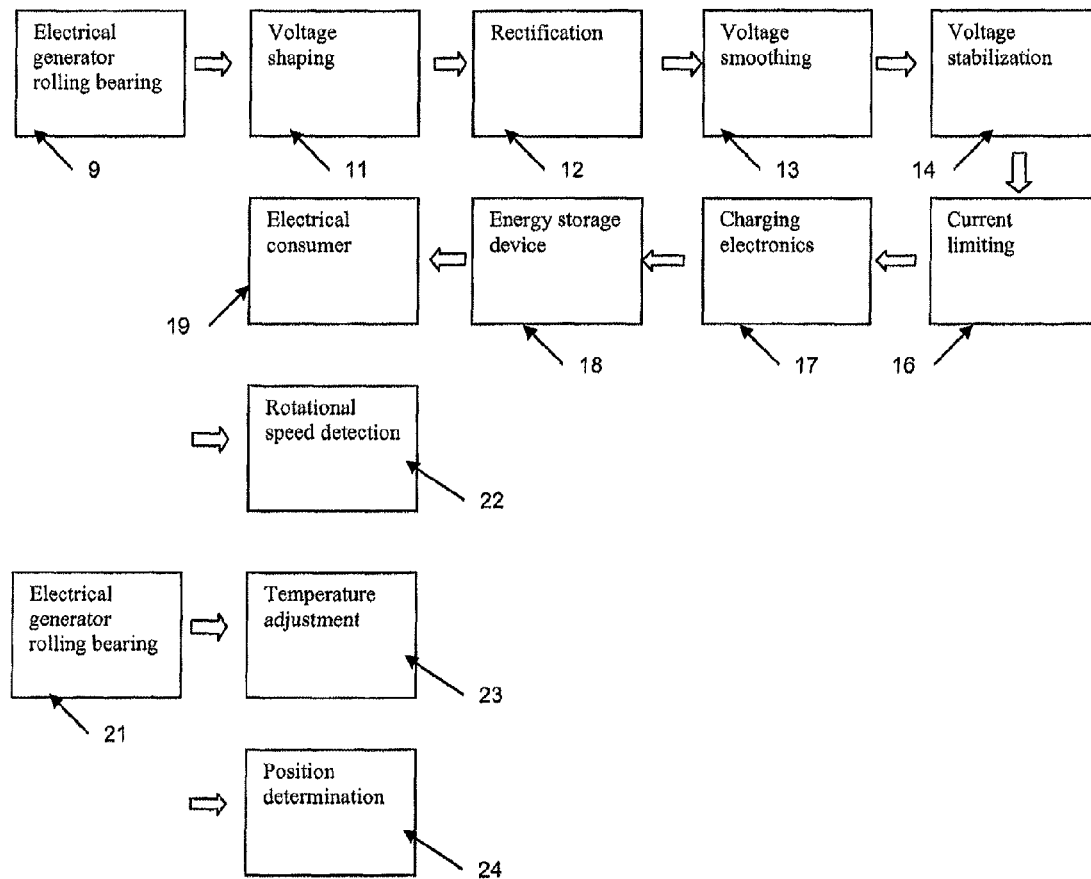 Electrical
generator
rolling bearing
Voltage
shaping
Rectification
Voltage
smoothing
Voltage
stabilization
9
11
12
13
14
Electrical
consumer
Energy storage
device
Charging
electronics
Current
limiting
19
18
17
16
Rotational
speed detection
22
Electrical
generator
rolling bearing
Temperature
adjustment
21
23
Position
determination
24